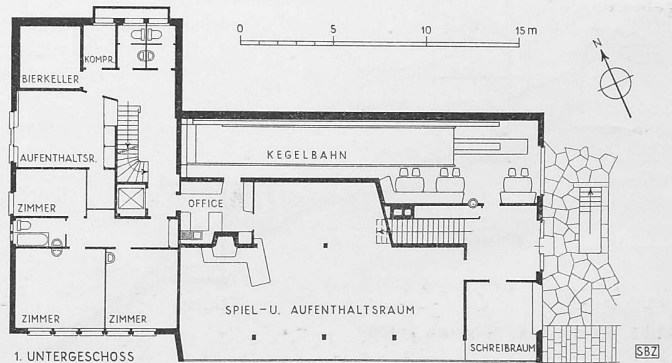 0 5 10 15 m
N
KOMPR.
BIERKELLER
KEGELBAHN
AUFENTHALTSR.
ZIMMER
OFFICE
SPIEL-U. AUFENTHALTSRAUM
ZIMMER ZIMMER
SCHREIBRAUM
1. UNTERGESCHOSS
SBZ